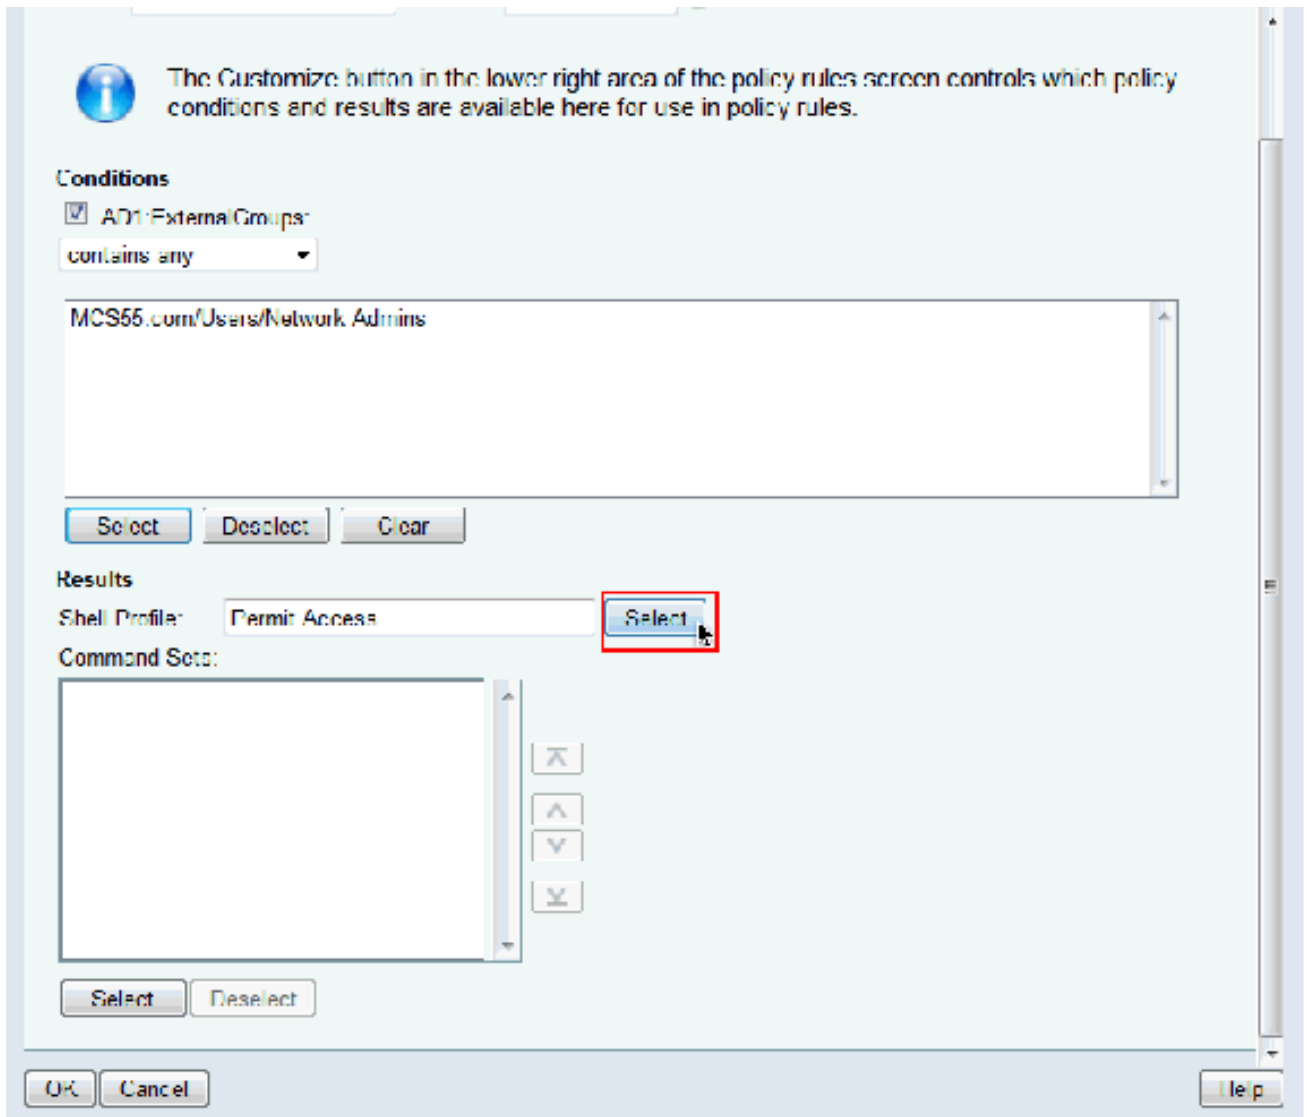 The Customize button in the lower right area of the policy rules screen controls which policy
conditions and results are available here for use in policy rules.
Conditions
AD1:ExternalGroups:
contains any
MCS55.com/Users/Network Admins
Select Deselect Clear
Results
Shell Profile: Permit Access Select
Command Sets:
Select Deselect
OK Cancel Help